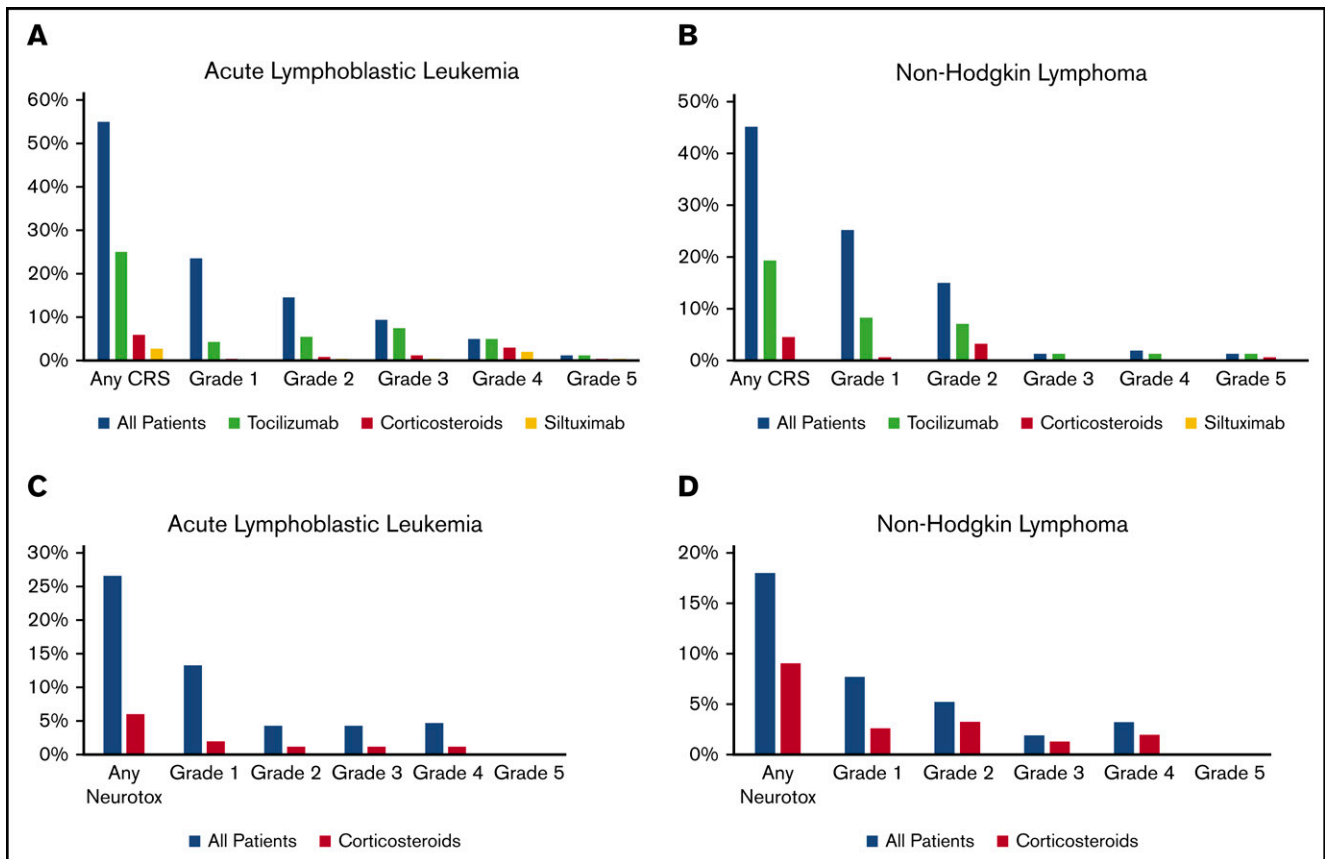 A
Acute Lymphoblastic Leukemia
60%
50%
40%
30%
20%
10%
0%
Any CRS Grade 1 Grade 2 Grade 3 Grade 4 Grade 5
All Patients Tocilizumab Corticosteroids Siltuximab
B
Non-Hodgkin Lymphoma
50%
40%
30%
20%
10%
0%
Any CRS Grade 1 Grade 2 Grade 3 Grade 4 Grade 5
All Patients Tocilizumab Corticosteroids Siltuximab
C
Acute Lymphoblastic Leukemia
30%
25%
20%
15%
10%
5%
0%
Any Grade 1 Grade 2 Grade 3 Grade 4 Grade 5
Neurotox
All Patients Corticosteroids
D
Non-Hodgkin Lymphoma
20%
15%
10%
5%
0%
Any Grade 1 Grade 2 Grade 3 Grade 4 Grade 5
Neurotox
All Patients Corticosteroids